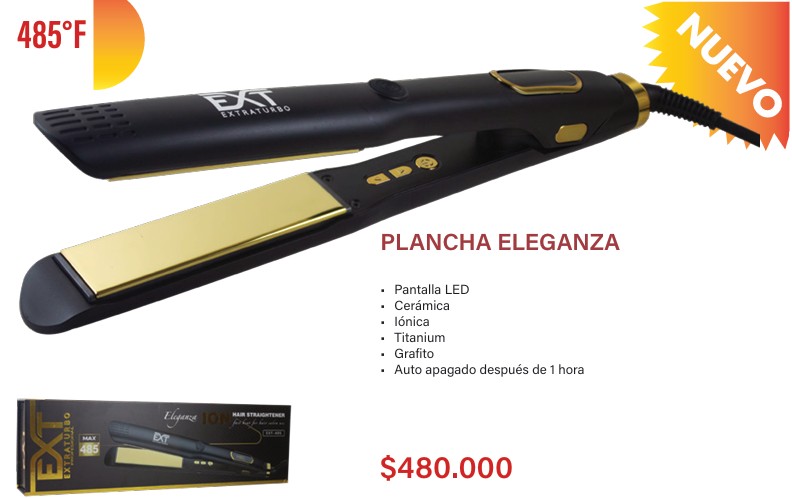 485°F
NUEVO
EXT
EXTRATURBO
PLANCHA ELEGANZA
• Pantalla LED
• Cerámica
• Iónica
• Titanium
• Grafito
• Auto apagado después de 1 hora
EXT
EXTRATURBO
MAX
485
Eleganza ION HAIR STRAIGHTENER
EXT
$480.000